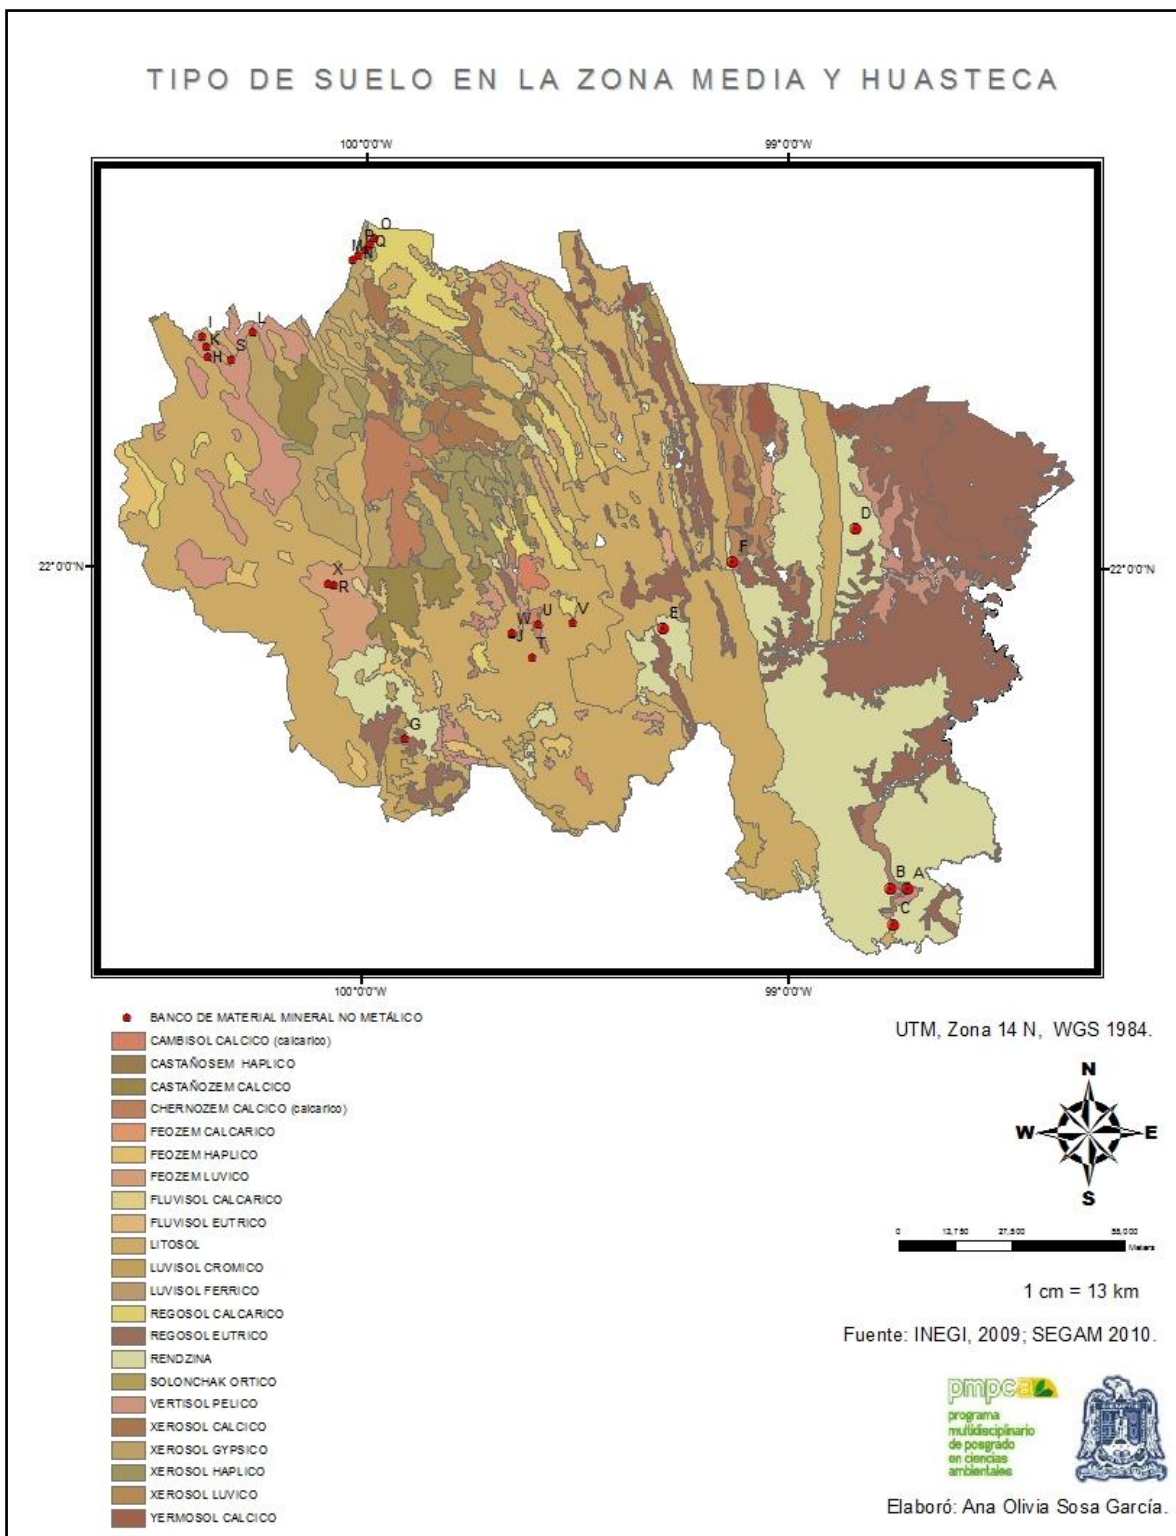 TIPO DE SUELO EN LA ZONA MEDIA Y HUASTECA
100°0'0"W
99°0'0"W
O
P
Q
M
N
I
L
K
H
S
D
F
22°0'0"N
22°0'0"N
X
R
E
U
V
W
J
T
G
B
A
C
100°0'0"W
99°0'0"W
BANCO DE MATERIAL MINERAL NO METÁLICO
CAMBISOL CALCICO (calcarico)
CASTAÑOSEM HAPLICO
CASTAÑOZEM CALCICO
CHERNOZEM CALCICO (calcarico)
FEOZEM CALCARICO
FEOZEM HAPLICO
FEOZEM LUVICO
FLUVISOL CALCARICO
FLUVISOL EUTRICO
LITOSOL
LUVISOL CROMICO
LUVISOL FERRICO
REGOSOL CALCARICO
REGOSOL EUTRICO
RENDZINA
SOLONCHAK ORTICO
VERTISOL PELICO
XEROSOL CALCICO
XEROSOL GYPSICO
XEROSOL HAPLICO
XEROSOL LUVICO
YERMOSOL CALCICO
UTM, Zona 14 N, WGS 1984.
N
W
E
S
0 13,750 27,500 55,000
Meters
1 cm = 13 km
Fuente: INEGI, 2009; SEGAM 2010.
pmpca
programa
multidisciplinario
de posgrado
en ciencias
ambientales
Elaboró: Ana Olivia Sosa García.